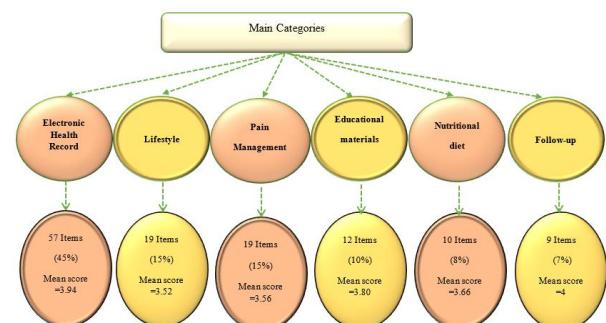 Main Categories
Electronic
Health
Record
Lifestyle
Pain
Management
Educational
materials
Nutritional
diet
Follow-up
57 Items
(45%)
Mean score
=3.94
19 Items
(15%)
Mean score
=3.52
19 Items
(15%)
Mean score
=3.56
12 Items
(10%)
Mean score
=3.80
10 Items
(8%)
Mean score
=3.66
9 Items
(7%)
Mean score
=4